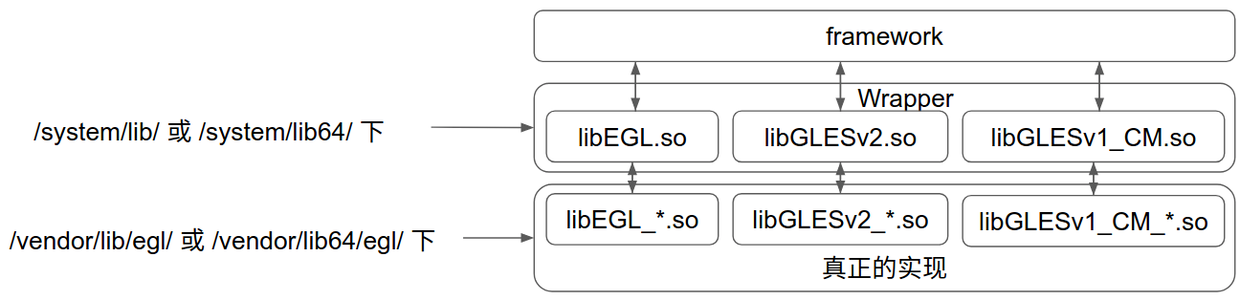 framework
Wrapper
/system/lib/ 或 /system/lib64/ 下
libEGL.so
libGLESv2.so
libGLESv1_CM.so
/vendor/lib/egl/ 或 /vendor/lib64/egl/ 下
libEGL_*.so
libGLESv2_*.so
libGLESv1_CM_*.so
真正的实现